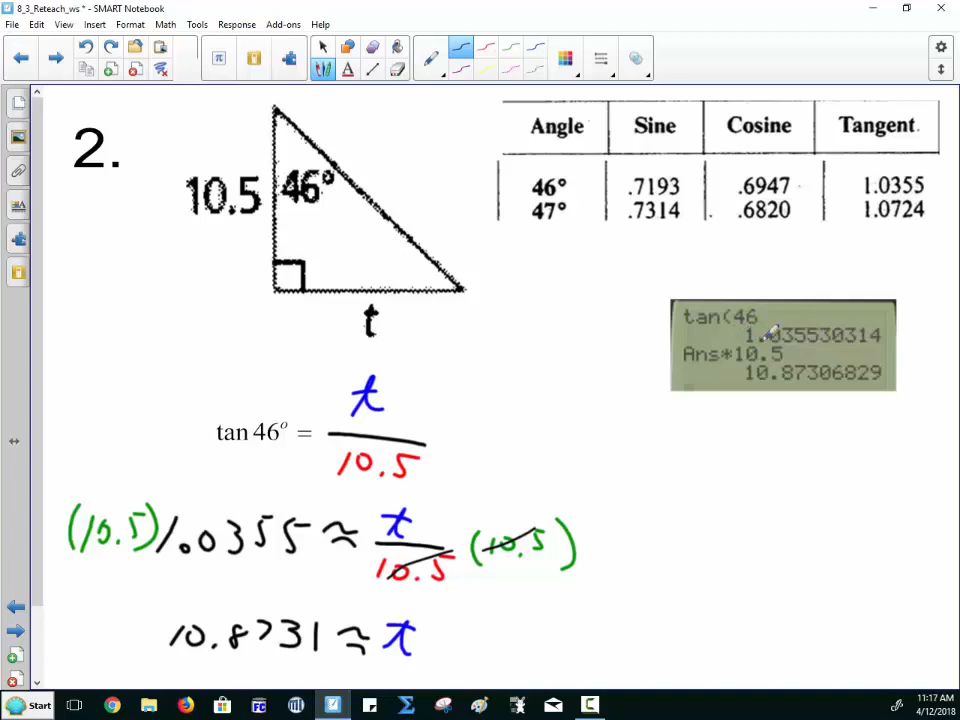 8_3_Reteach_ws * - SMART Notebook
File Edit View Insert Format Math Tools Response Add-ons Help
2.
10.5
46°
t
Angle Sine Cosine Tangent
46° .7193 .6947 1.0355
47° .7314 .6820 1.0724
tan(46
1.035530314
Ans*10.5
10.87306829
tan 46° = t
10.5
(10.5) 1.0355 ≈ t (10.5)
10.5
10.8731 ≈ t
Start
11:17 AM
4/12/2018